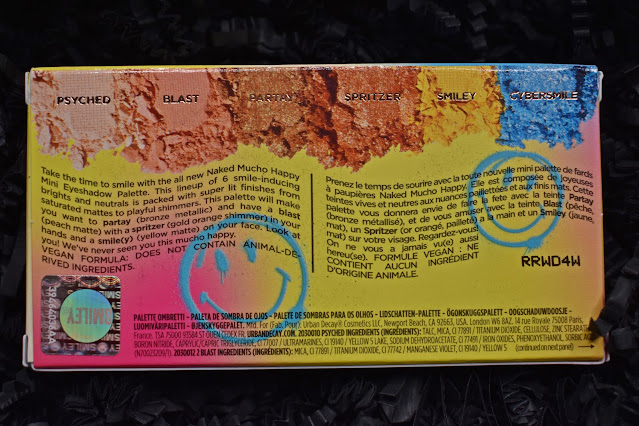 PSYCHED BLAST PARTAY SPRITZER SMILEY CYBERSMILE
Take the time to smile with the all new Naked Mucho Happy
Mini Eyeshadow Palette. This lineup of 6 smile-inducing
brights and neutrals is packed with super lit finishes from
saturated mattes to playful shimmers. This palette will make
you want to partay (bronze metallic) and have a blast
(peach matte) with a spritzer (gold orange shimmer) in your
hands and a smile(y) (yellow matte) on your face. Look at
you! We've never seen you this mucho happy.
VEGAN FORMULA: DOES NOT CONTAIN ANIMAL-DE-
RIVED INGREDIENTS.
Prenez le temps de sourire avec la toute nouvelle mini palette de fards
à paupières Naked Mucho Happy. Elle est composée de 6 joyeuses
teintes vives et neutres aux nuances pailletées et au finis mats. Cette
Palette vous donnera envie de faire la fete avec la teinte Partay
(bronze métallisé), et de vous amuser avec la teinte Blast (pêche,
mat), un Spritzer (or orangé, pailleté) à la main et un Smiley (jaune,
mat) sur votre visage. Regardez-vous!
On ne vous a jamais vu(e) aussi
hereu(se). FORMULE VEGAN : NE
CONTIENT AUCUN INGRÉDIENT
D'ORIGINE ANIMALE.
RRWD4W
SMILEY
PALETTE OMBRETTI - PALETA DE SOMBRA DE OJOS - PALETE DE SOMBRAS PARA OS OLHOS - LIDSCHATTEN-PALETTE - ÖGONSKUGGSPALETT - OOGSCHADUWDOOSJE -
LUOMIVÄRIPALETTI - ØJENSKYGGEPALET. Mfd. For (Fab. Pour): Urban Decay® Cosmetics LLC, Newport Beach, CA 92663, USA. London W6 8AZ. 14 rue Royale 75008 Paris,
France. URBANDECAY.COM 2030010 PSYCHED INGREDIENTS (INGRÉDIENTS): TALC, MICA, CI 77891 / TITANIUM DIOXIDE, CELLULOSE, ZINC STEARATE,
BORON NITRIDE, CAPRYLIC/CAPRIC TRIGLYCERIDE, CI 77007 / ULTRAMARINES, CI 19140 / YELLOW 5 LAKE, SODIUM DEHYDROACETATE, CI 77491 / IRON OXIDES, PHENOXYETHANOL, SORBIC ACID
(N70021209/1). 2030012 2 BLAST INGREDIENTS (INGRÉDIENTS): MICA, CI 77891 / TITANIUM DIOXIDE, CI 77742 / MANGANESE VIOLET, CI 19140 / YELLOW 5 (continued on next panel)